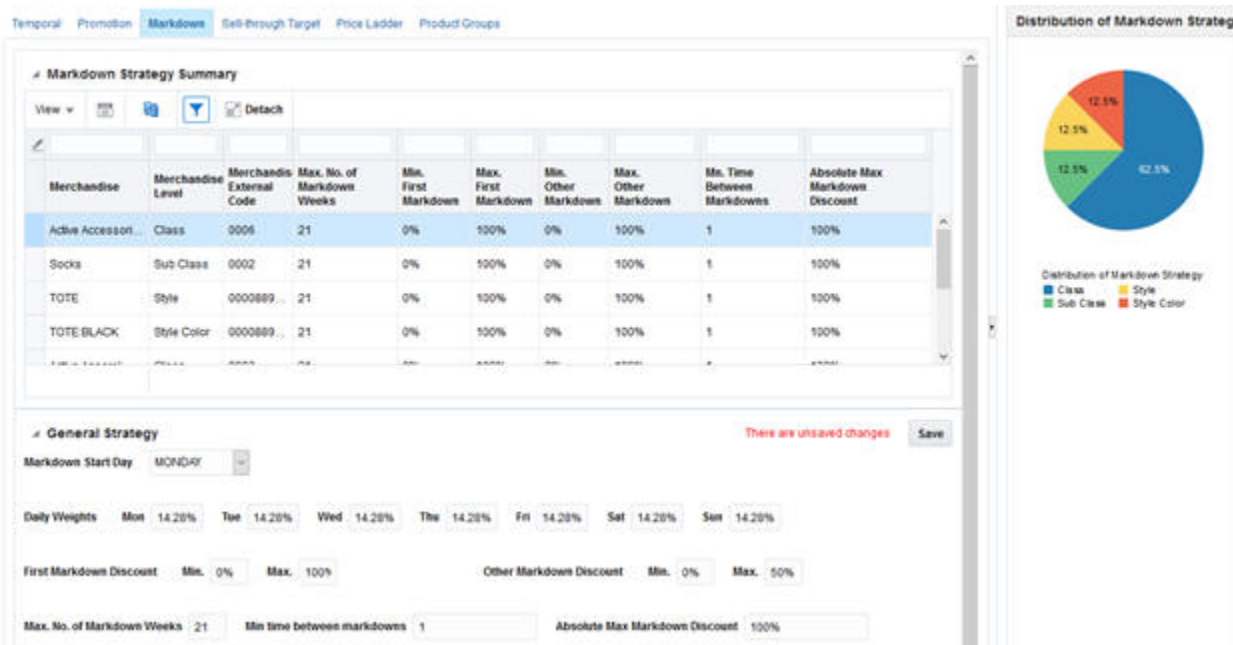 Temporal Promotion Markdown Sell-through Target Price Ladder Product Groups
Distribution of Markdown Strateg
Markdown Strategy Summary
View Detach
Merchandise Merchandise Level Merchandis External Code Max. No. of Markdown Weeks Min. First Markdown Max. First Markdown Min. Other Markdown Max. Other Markdown Mn. Time Between Markdowns Absolute Max Markdown Discount
Active Accessori... Class 0006 21 0% 100% 0% 100% 1 100%
Socks Sub Class 0002 21 0% 100% 0% 100% 1 100%
TOTE Style 0000889... 21 0% 100% 0% 100% 1 100%
TOTE:BLACK Style Color 0000889... 21 0% 100% 0% 100% 1 100%
12.5%
12.5%
12.5% 62.5%
Distribution of Markdown Strategy
Class Style
Sub Class Style Color
General Strategy There are unsaved changes Save
Markdown Start Day MONDAY
Daily Weights Mon 14.28% Tue 14.28% Wed 14.28% Thu 14.28% Fri 14.28% Sat 14.28% Sun 14.28%
First Markdown Discount Min. 0% Max. 100% Other Markdown Discount Min. 0% Max. 50%
Max. No. of Markdown Weeks 21 Min time between markdowns 1 Absolute Max Markdown Discount 100%